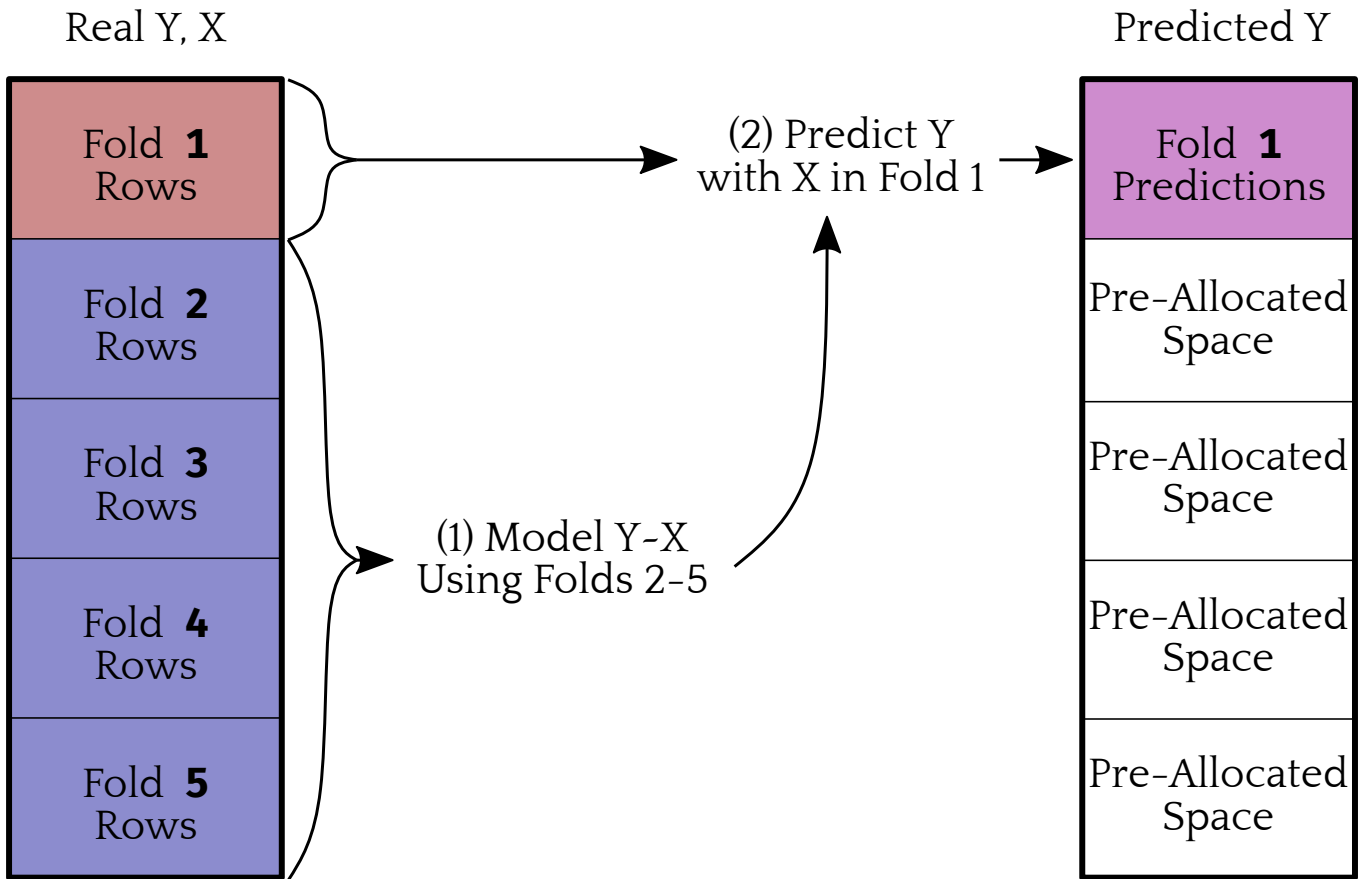 Real Y, X
Predicted Y
Fold 1
Rows
(2) Predict Y
with X in Fold 1
Fold 1
Predictions
Fold 2
Rows
Pre-Allocated
Space
Fold 3
Rows
Pre-Allocated
Space
(1) Model Y~X
Using Folds 2-5
Fold 4
Rows
Pre-Allocated
Space
Fold 5
Rows
Pre-Allocated
Space